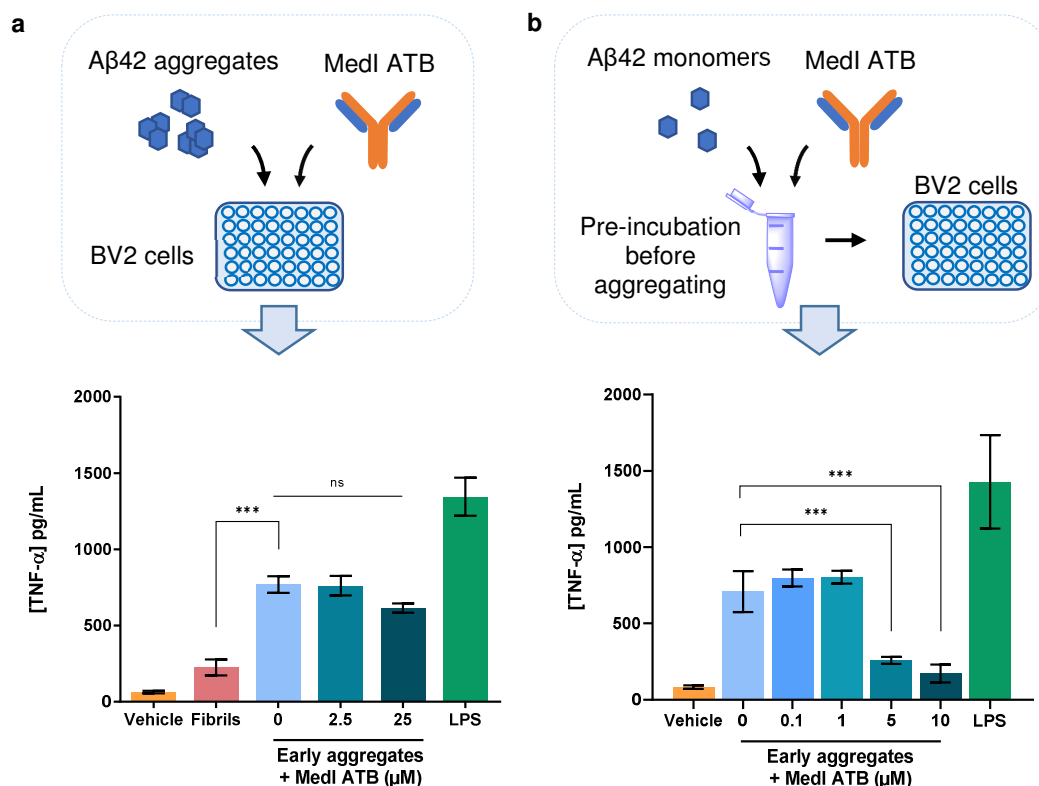 a
Aβ42 aggregates
MedI ATB
BV2 cells
2000
1500
1000
500
0
[TNF-α] pg/mL
***
ns
Vehicle Fibrils 0 2.5 25 LPS
Early aggregates
+ MedI ATB (µM)
b
Aβ42 monomers
MedI ATB
Pre-incubation
before
aggregating
BV2 cells
2000
1500
1000
500
0
[TNF-α] pg/mL
***
***
Vehicle 0 0.1 1 5 10 LPS
Early aggregates
+ MedI ATB (µM)